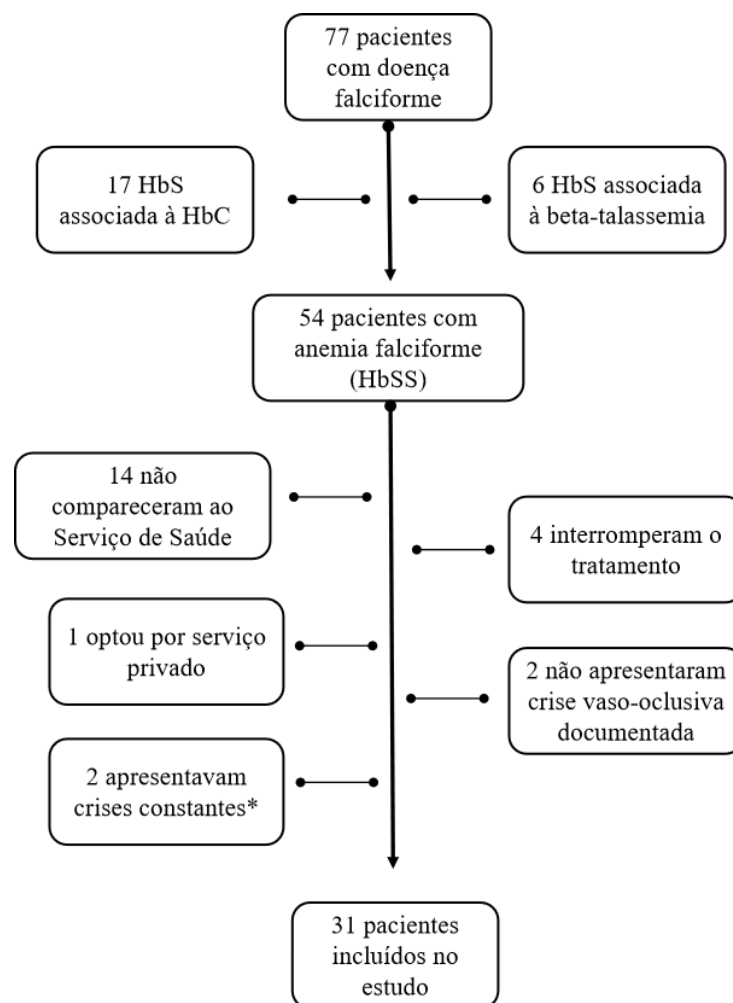 77 pacientes
com doença
falciforme
17 HbS
associada à HbC
6 HbS associada
à beta-talassemia
54 pacientes com
anemia falciforme
(HbSS)
14 não
compareceram ao
Serviço de Saúde
4 interromperam o
tratamento
1 optou por serviço
privado
2 não apresentaram
crise vaso-oclusiva
documentada
2 apresentavam
crises constantes*
31 pacientes
incluídos no
estudo